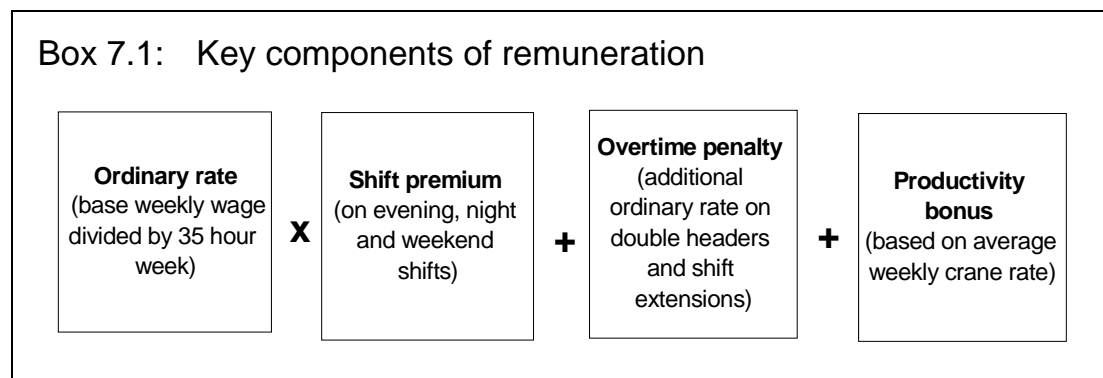 Box 7.1: Key components of remuneration
Ordinary rate
(base weekly wage
divided by 35 hour
week)
x
Shift premium
(on evening, night
and weekend
shifts)
+
Overtime penalty
(additional
ordinary rate on
double headers
and shift
extensions)
+
Productivity
bonus
(based on average
weekly crane rate)